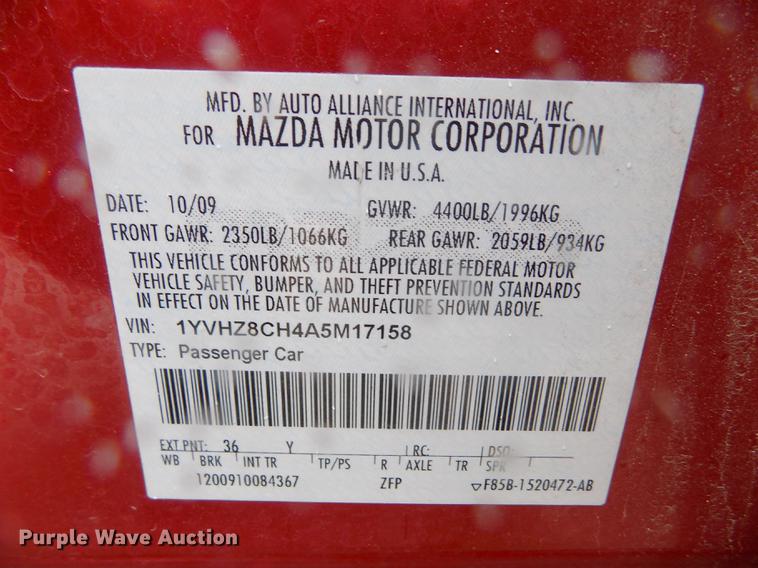 MFD. BY AUTO ALLIANCE INTERNATIONAL, INC.
FOR MAZDA MOTOR CORPORATION
MADE IN U.S.A.
DATE: 10/09 GVWR: 4400LB/1996KG
FRONT GAWR: 2350LB/1066KG REAR GAWR: 2059LB/934KG
THIS VEHICLE CONFORMS TO ALL APPLICABLE FEDERAL MOTOR
VEHICLE SAFETY, BUMPER, AND THEFT PREVENTION STANDARDS
IN EFFECT ON THE DATE OF MANUFACTURE SHOWN ABOVE.
VIN: 1YVHZ8CH4A5M17158
TYPE: Passenger Car
EXT PNT: 36 Y RC: DSO:
WB BRK INT TR TP/PS R AXLE TR SPR
1200910084367 ZFP ▽F85B-1520472-AB
Purple Wave Auction